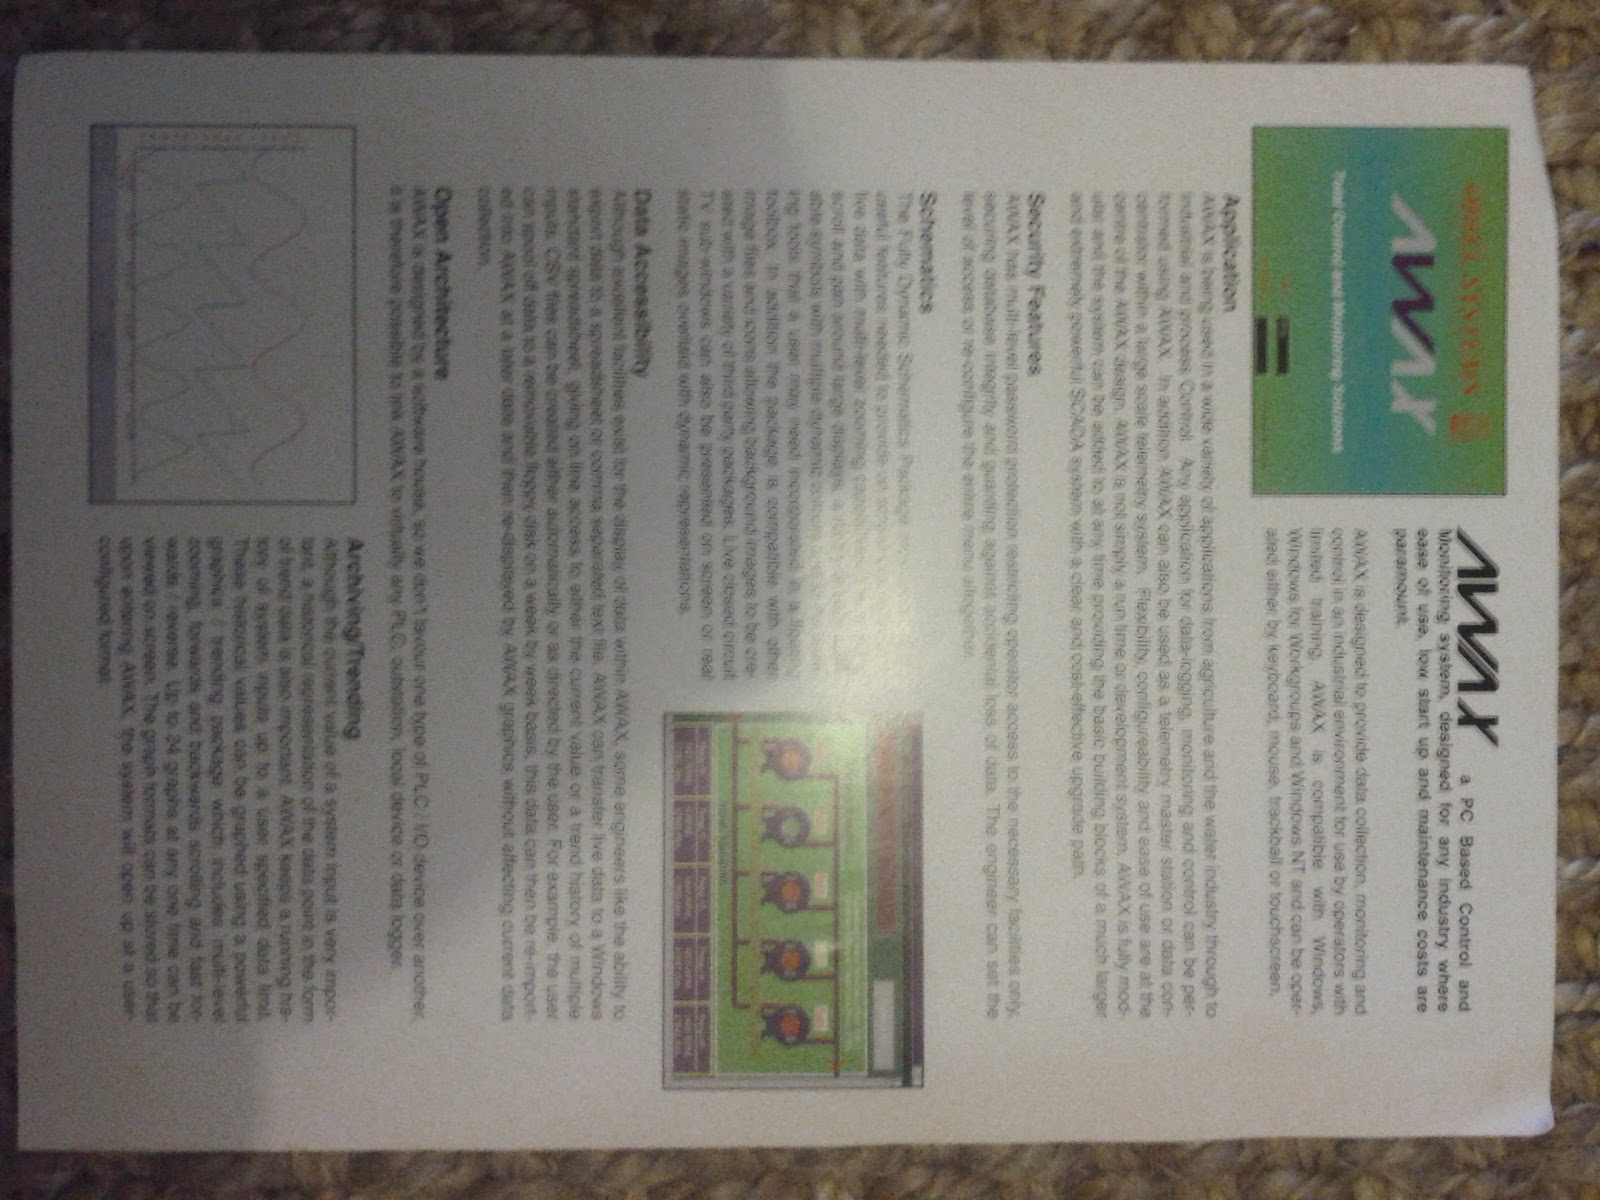 AWAX
Total Control and Monitoring Solutions
AWAX a PC Based Control and
Monitoring system, designed for any industry where
ease of use, low start up and maintenance costs are
paramount.
AWAX is designed to provide data collection, monitoring and
control in an industrial environment for use by operators with
limited training. AWAX is compatible with Windows,
Windows for Workgroups and Windows NT and can be oper-
ated either by keyboard, mouse, trackball or touchscreen.
Application
AWAX is being used in a wide variety of applications from agriculture and the water industry through to
industrial and process Control. Any application for data-logging, monitoring and control can be per-
formed using AWAX. In addition AWAX can also be used as a telemetry master station or data con-
centrator within a large scale telemetry system. Flexibility, configureability and ease of use are at the
centre of the AWAX design. AWAX is not simply a run time or development system. AWAX is fully mod-
ular and the system can be added to at any time providing the basic building blocks of a much larger
and extremely powerful SCADA system with a clear and cost-effective upgrade path.
Security Features
AWAX has multi-level password protection restricting operator access to the necessary facilities only,
securing database integrity and guarding against accidental loss of data. The engineer can set the
level of access or re-configure the entire menu altogether.
Schematics
The Fully Dynamic Schematics Package
useful features needed to provide on screen
live data with multi-level zooming
scroll and pan around large displays,
able symbols with multiple dynamic
ing tools that a user may need incorporated in a floating
toolbox. In addition the package is compatible with other
image files and icons allowing background images to be cre-
ated with a variety of third party packages. Live closed circuit
TV sub-windows can also be presented on screen or real
static images overlaid with dynamic representations.
Data Accessibility
Although excellent facilities exist for the display of data within AWAX, some engineers like the ability to
export data to a spreadsheet or comma separated text file. AWAX can transfer live data to a Windows
standard spreadsheet, giving on line access to either the current value or a trend history of multiple
inputs. CSV files can be created either automatically or as directed by the user. For example, the user
can spool off data to a removable floppy disk on a week by week basis, this data can then be re-import-
ed into AWAX at a later date and then re-displayed by AWAX graphics without affecting current data
collection.
Open Architecture
AWAX is designed by a software house, so we don't favour one type of PLC / I/O device over another,
it is therefore possible to link AWAX to virtually any PLC, outstation, local device or data logger.
Archiving/Trending
Although the current value of a system input is very impor-
tant, a historical representation of the data point in the form
of trend data is also important. AWAX keeps a running his-
tory of system inputs up to a user specified data limit.
These historical values can be graphed using a powerful
graphics / trending package which includes multi-level
zooming, forwards and backwards scrolling and fast for-
wards / reverse. Up to 24 graphs at any one time can be
viewed on screen. The graph formats can be stored so that
upon entering AWAX, the system will open up at a user-
configured format.